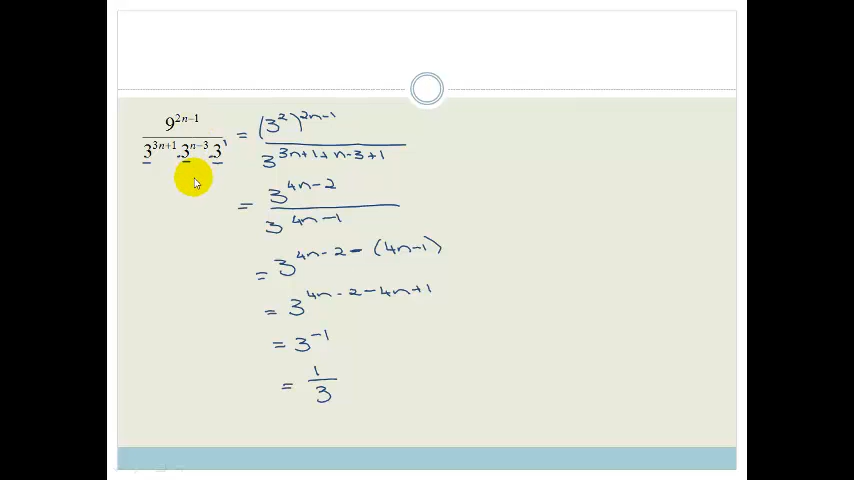 9^{2n-1} / 3^{3n+1} . 3^{n-3} . 3^{1} = (3^{2})^{2n-1} / 3^{3n+1+n-3+1}
= 3^{4n-2} / 3^{4n-1}
= 3^{4n-2-(4n-1)}
= 3^{4n-2-4n+1}
= 3^{-1}
= 1/3